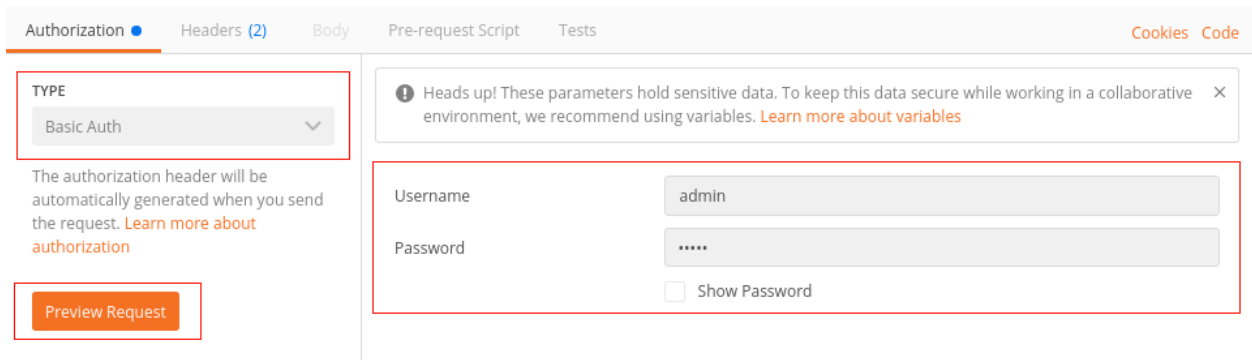 Authorization Headers (2) Body Pre-request Script Tests Cookies Code
TYPE
Basic Auth
The authorization header will be
automatically generated when you send
the request. Learn more about
authorization
Preview Request
Heads up! These parameters hold sensitive data. To keep this data secure while working in a collaborative
environment, we recommend using variables. Learn more about variables
Username admin
Password •••••
Show Password